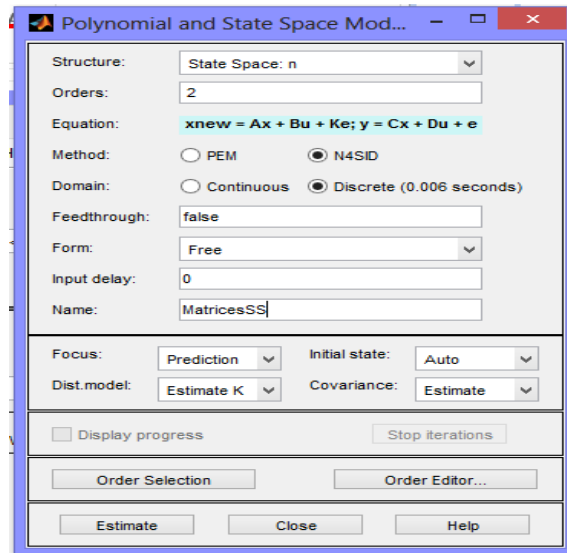 Polynomial and State Space Mod...
Structure: State Space: n
Orders: 2
Equation: xnew = Ax + Bu + Ke; y = Cx + Du + e
Method: PEM N4SID
Domain: Continuous Discrete (0.006 seconds)
Feedthrough: false
Form: Free
Input delay: 0
Name: MatricesSS
Focus: Prediction Initial state: Auto
Dist.model: Estimate K Covariance: Estimate
Display progress Stop iterations
Order Selection Order Editor...
Estimate Close Help